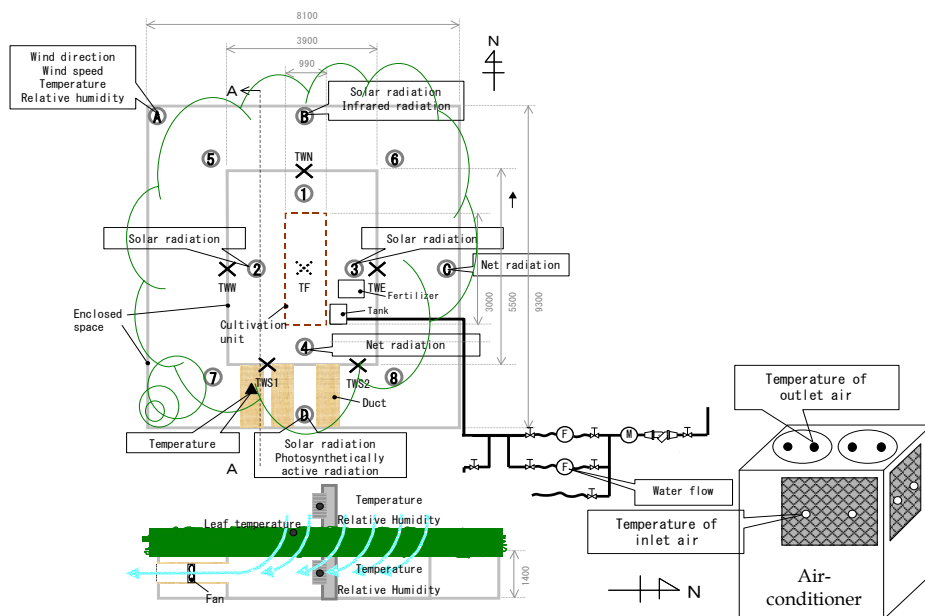 8100
3900
990
N
Wind direction
Wind speed
Temperature
Relative humidity
A
Solar radiation
Infrared radiation
A
B
5
TWN
6
1
Solar radiation
Solar radiation
2
3
C
Net radiation
TWW
TF
TWE
Fertilizer
Tank
3000
5500
9300
Enclosed
space
Cultivation
unit
4
Net radiation
7
TWS1
TWS2
8
Duct
D
Temperature
Solar radiation
Photosynthetically
active radiation
A
F
M
F
Water flow
Temperature of
outlet air
Temperature of
inlet air
Air-
conditioner
Temperature
Relative Humidity
Leaf temperature
Temperature
Relative Humidity
Fan
1400
N